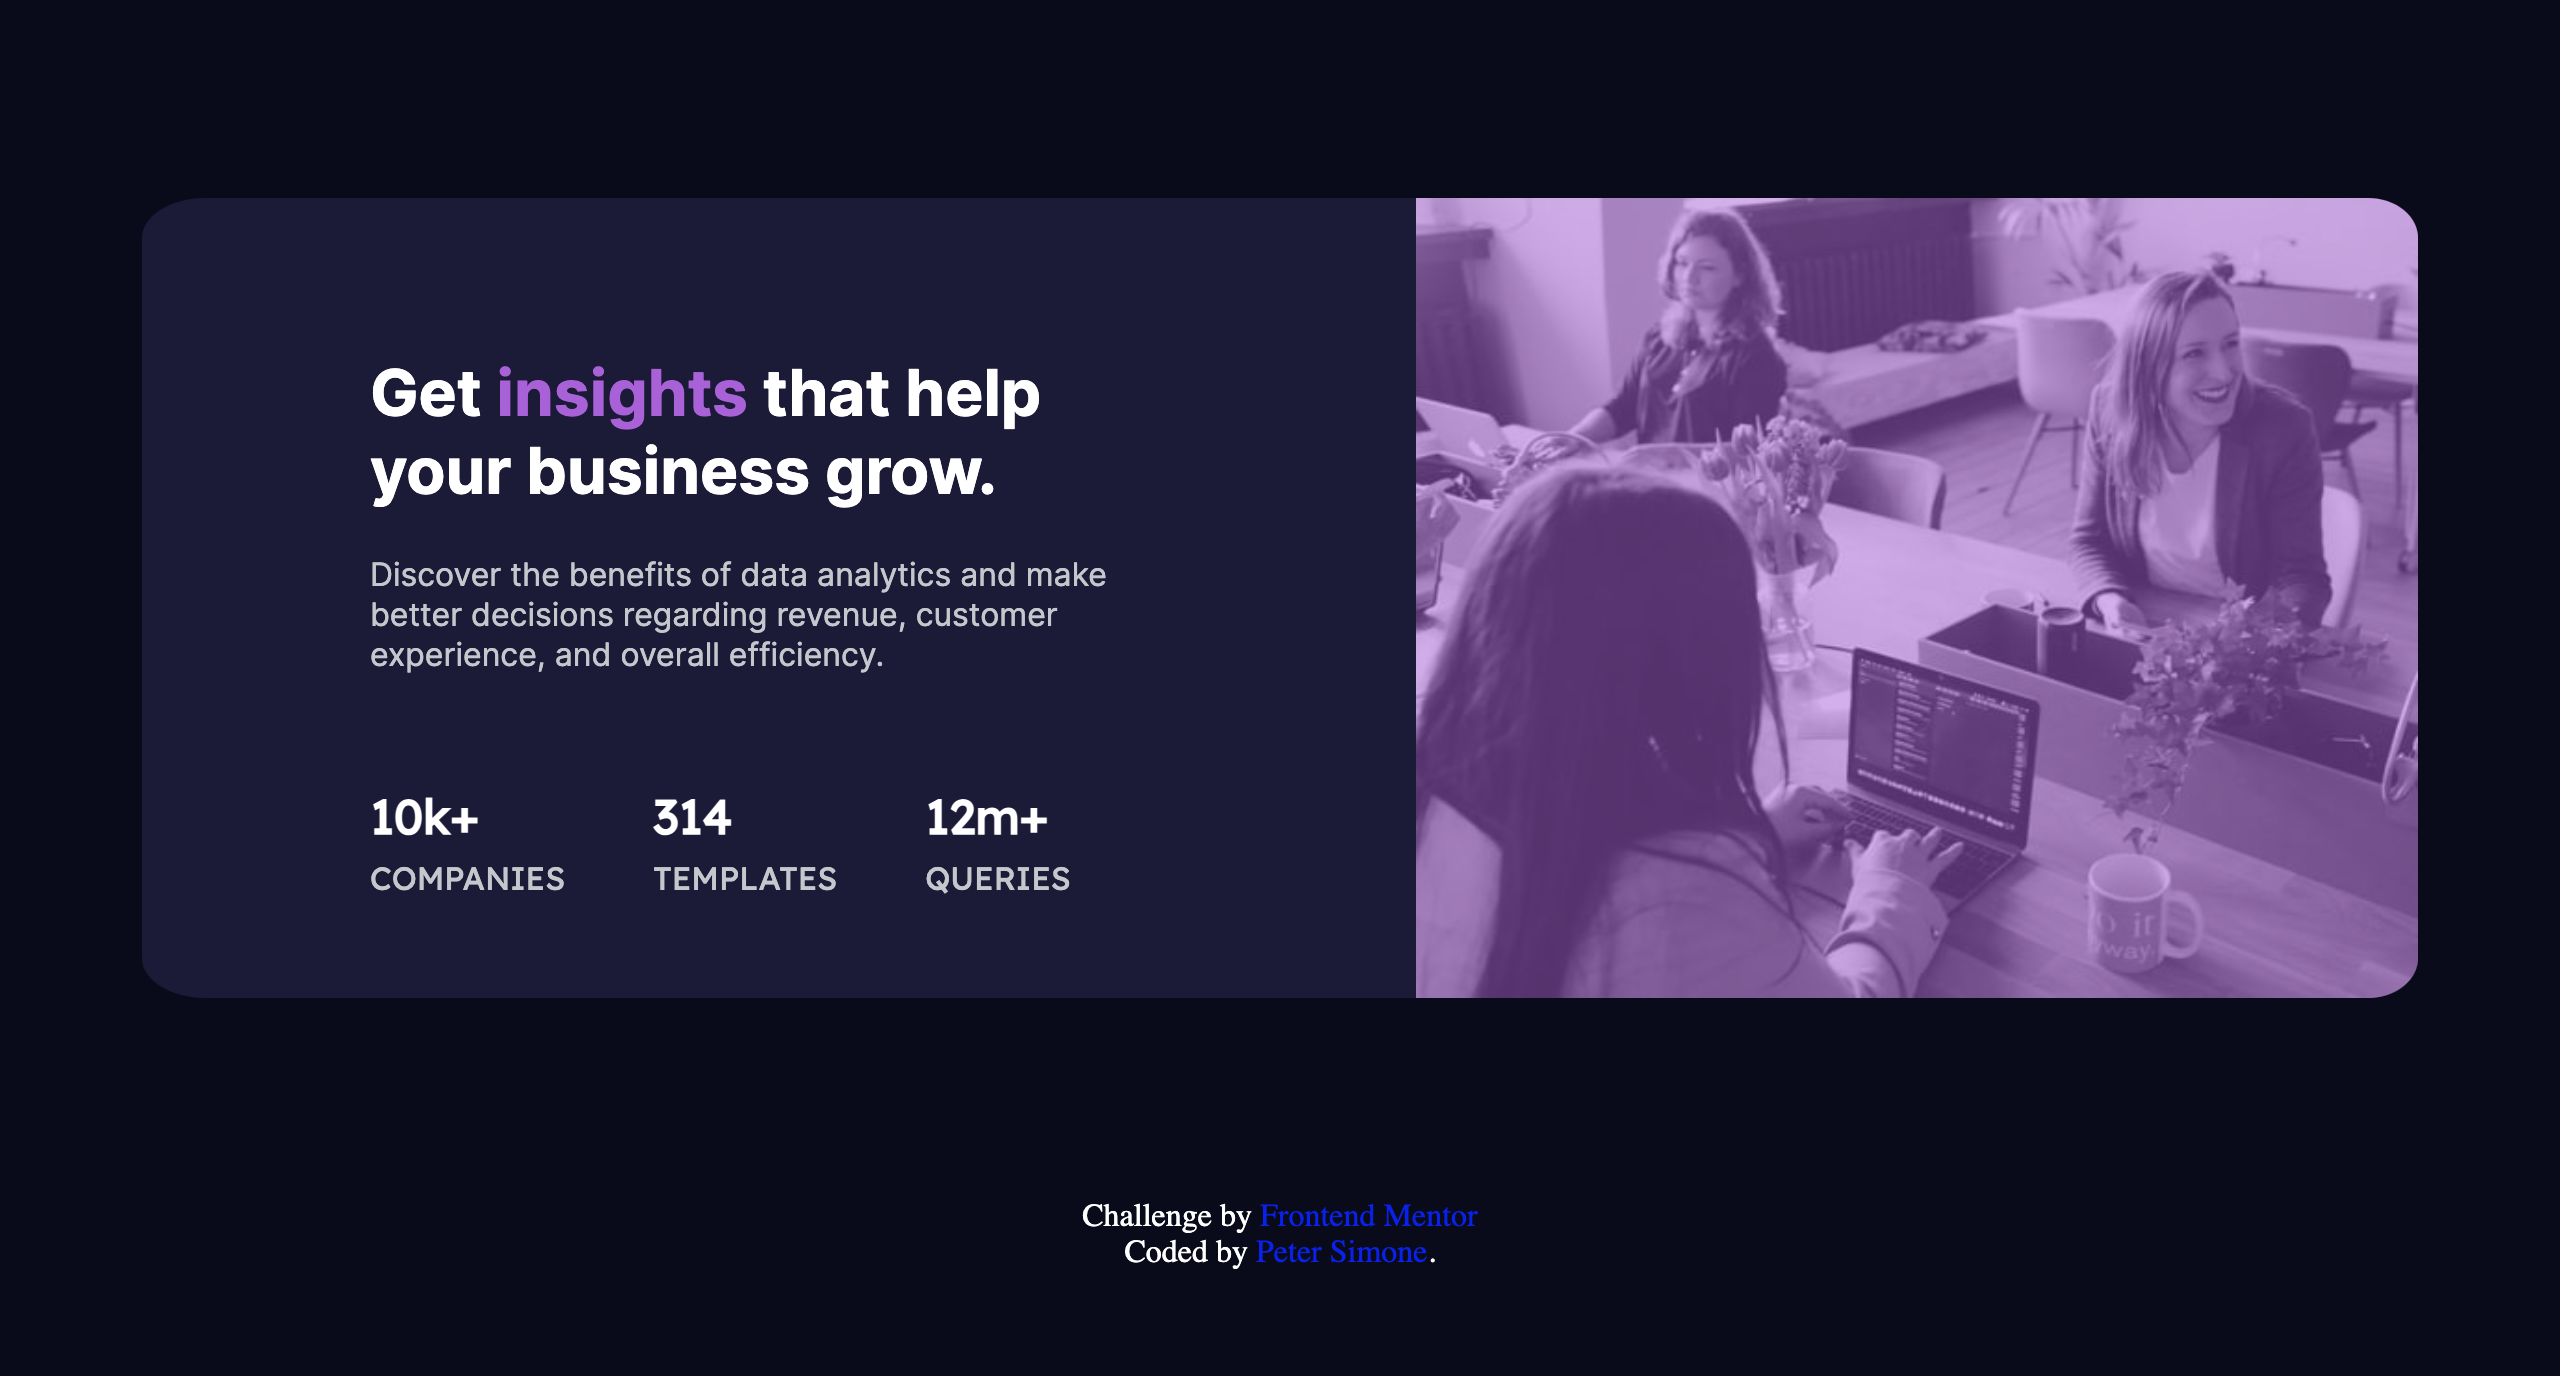 Get insights that help
your business grow.
Discover the benefits of data analytics and make
better decisions regarding revenue, customer
experience, and overall efficiency.
10k+ 314 12m+
COMPANIES TEMPLATES QUERIES
it
way
Challenge by Frontend Mentor
Coded by Peter Simone.